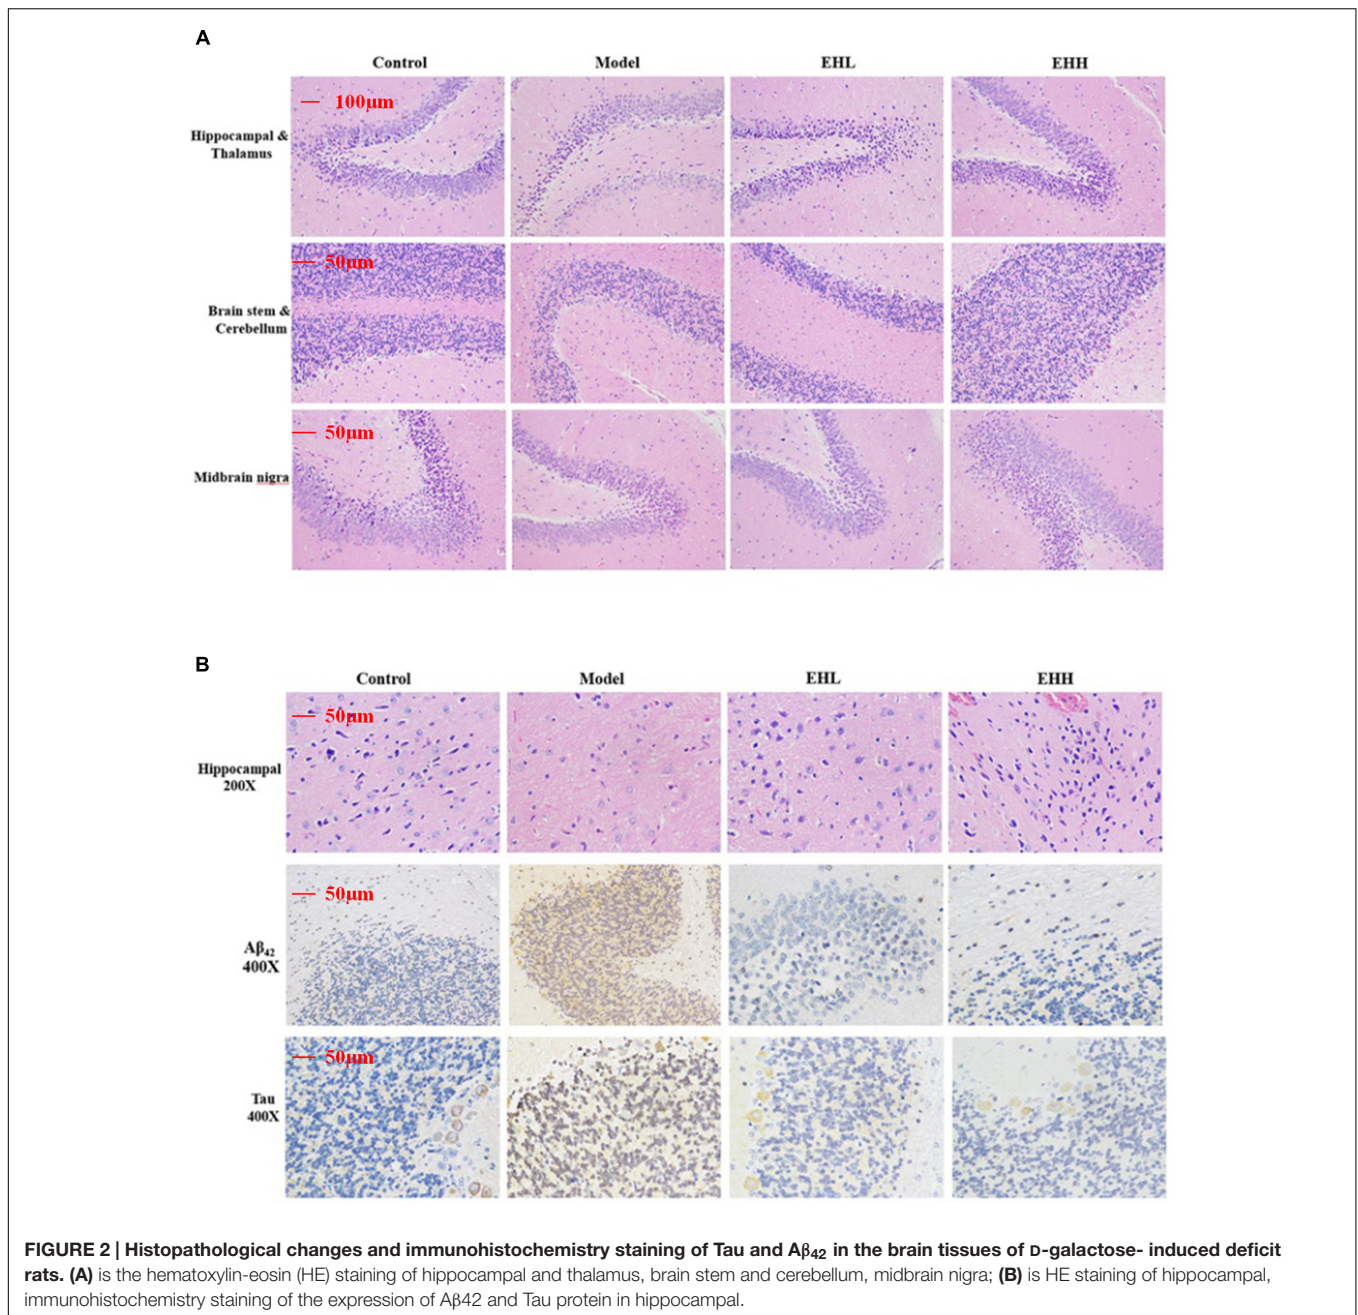 A
Control Model EHL EHH
100μm
Hippocampal &
Thalamus
50μm
Brain stem &
Cerebellum
50μm
Midbrain nigra
B
Control Model EHL EHH
50μm
Hippocampal
200X
50μm
Aβ₄₂
400X
50μm
Tau
400X
FIGURE 2 | Histopathological changes and immunohistochemistry staining of Tau and Aβ₄₂ in the brain tissues of D-galactose- induced deficit
rats. (A) is the hematoxylin-eosin (HE) staining of hippocampal and thalamus, brain stem and cerebellum, midbrain nigra; (B) is HE staining of hippocampal,
immunohistochemistry staining of the expression of Aβ42 and Tau protein in hippocampal.